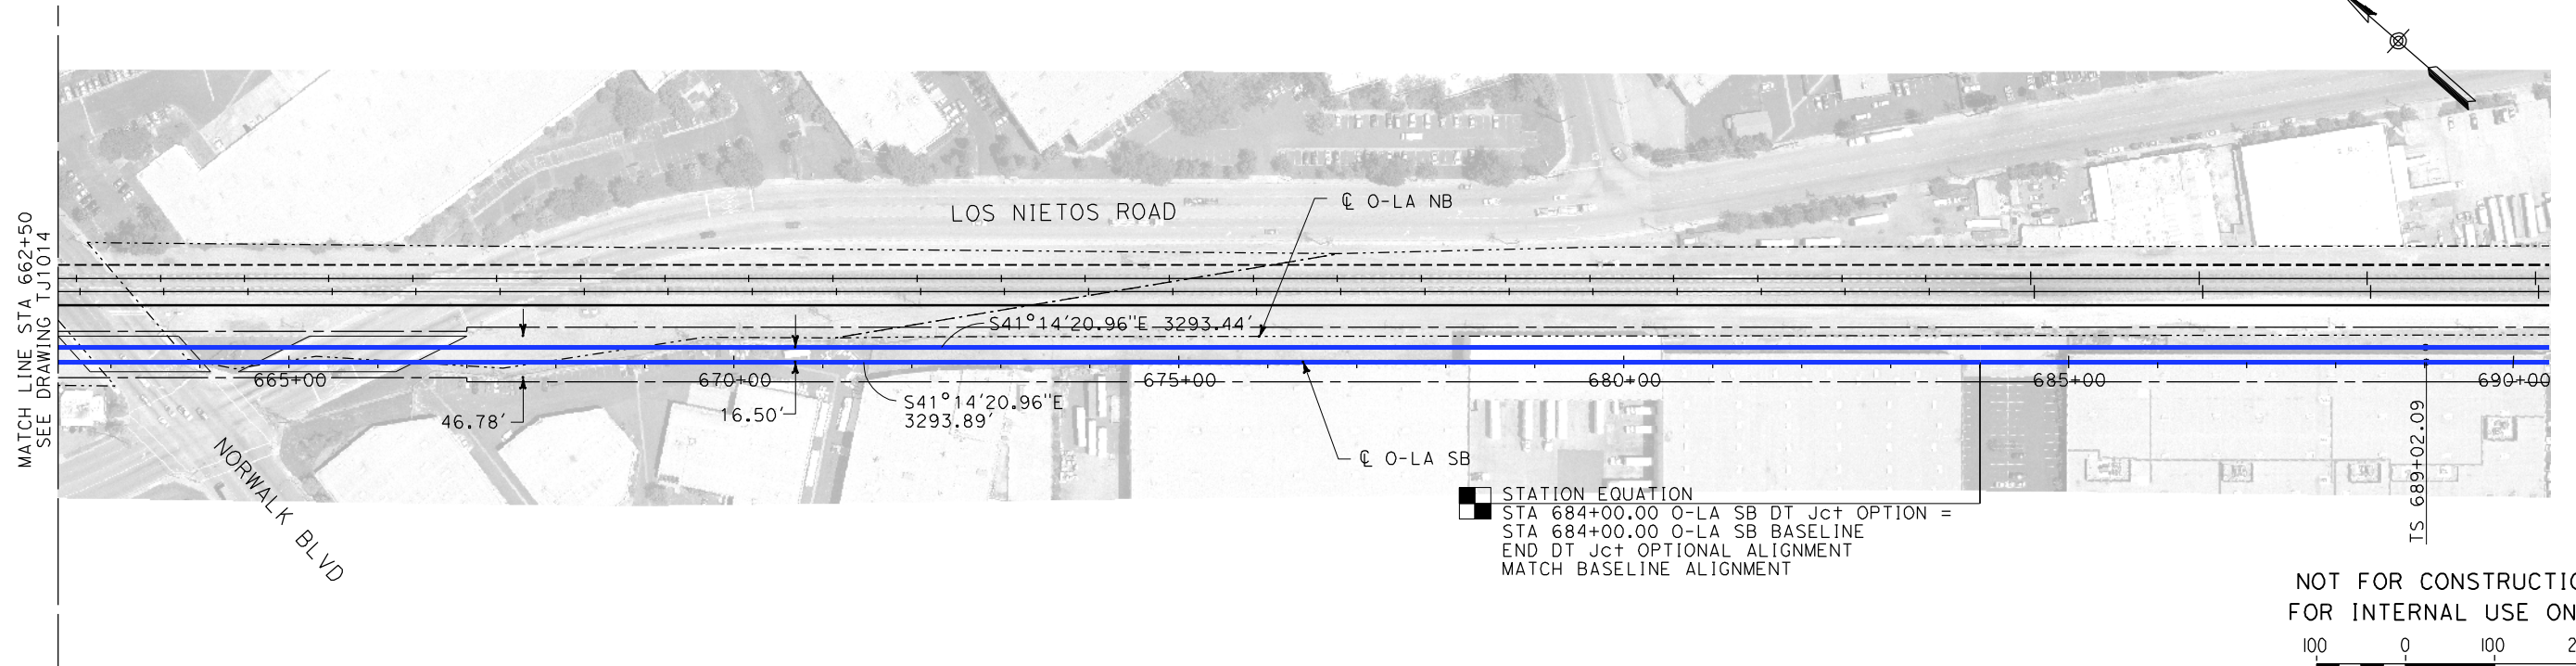 MATCH LINE STA 662+50
SEE DRAWING TJ1014
LOS NIETOS ROAD
℄ O-LA NB
S41°14'20.96"E 3293.44'
665+00
670+00
675+00
680+00
685+00
690+00
46.78'
16.50'
S41°14'20.96"E
3293.89'
℄ O-LA SB
NORWALK BLVD
STATION EQUATION
STA 684+00.00 O-LA SB DT Jct OPTION =
STA 684+00.00 O-LA SB BASELINE
END DT Jct OPTIONAL ALIGNMENT
MATCH BASELINE ALIGNMENT
TS 689+02.09
NOT FOR CONSTRUCTIO
FOR INTERNAL USE ON
100 0 100 2